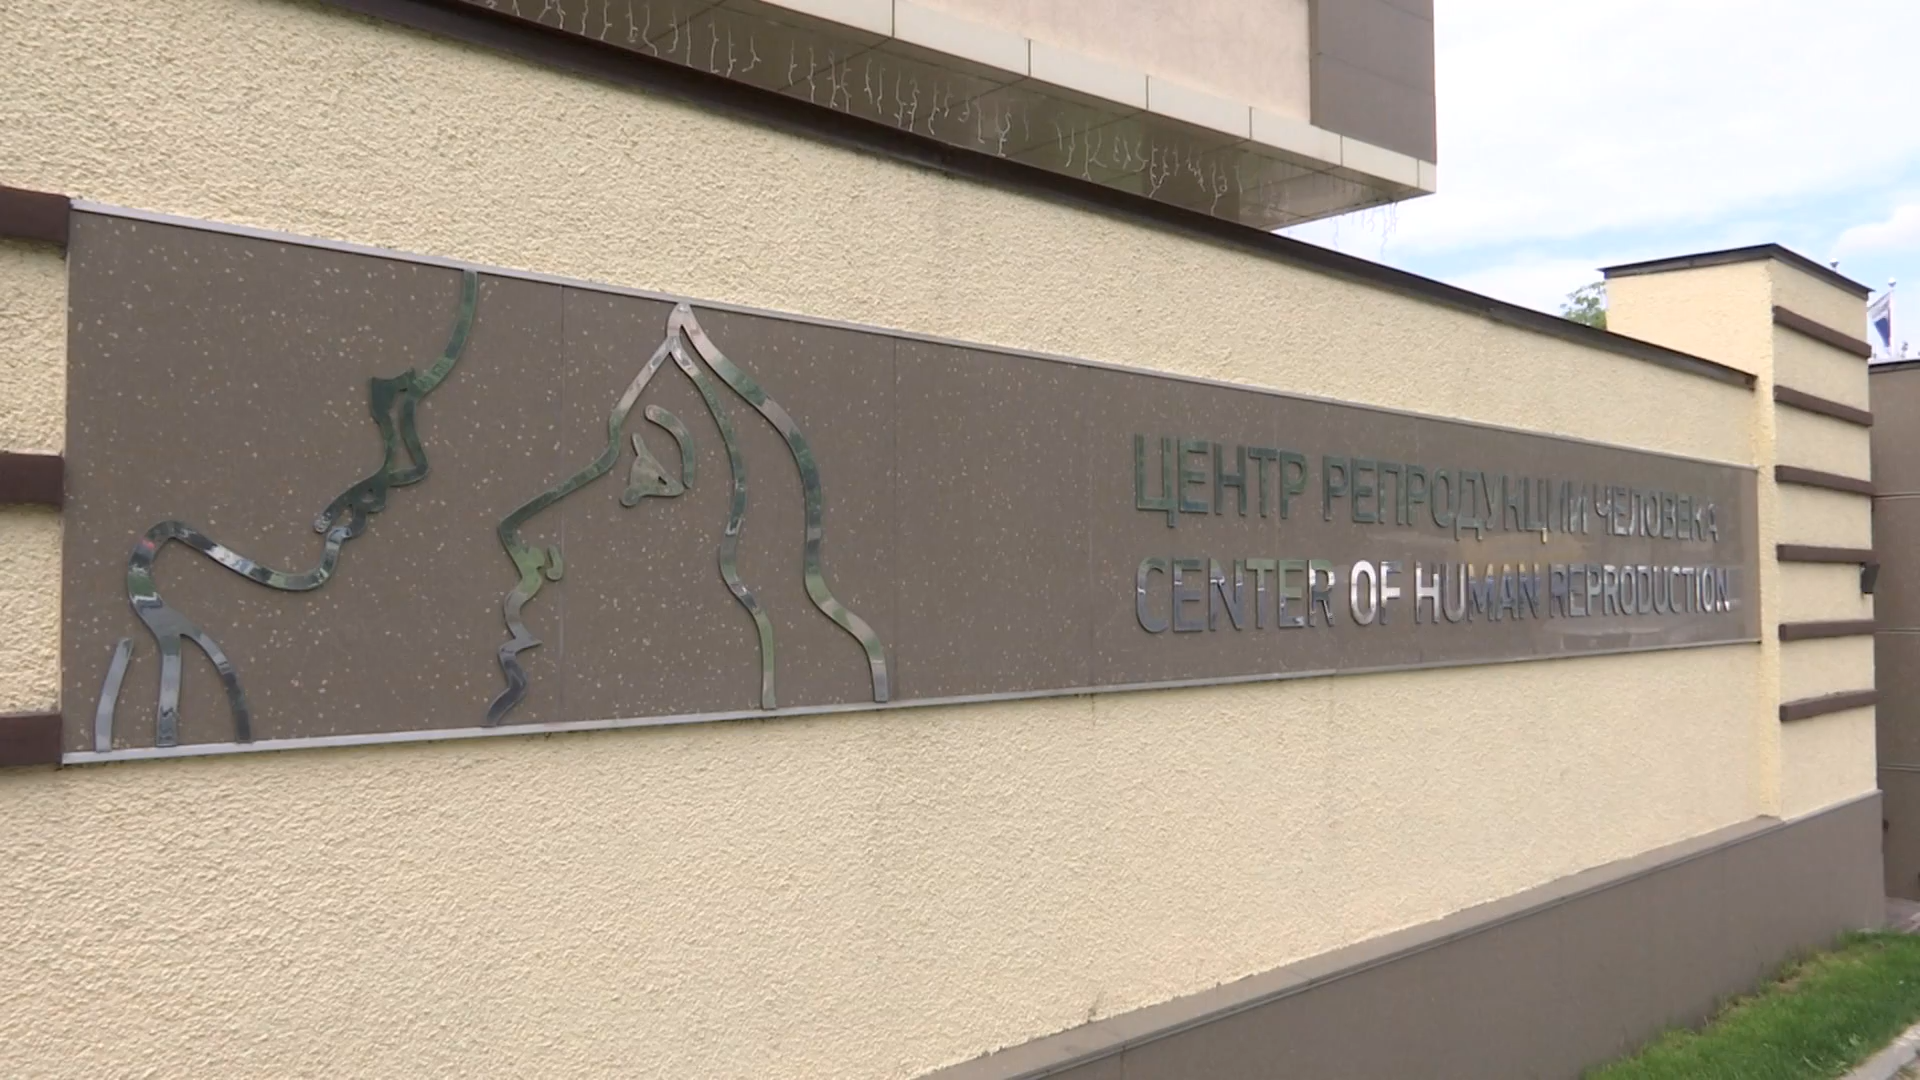 ЦЕНТР РЕПРОДУКЦИИ ЧЕЛОВЕКА
CENTER OF HUMAN REPRODUCTION